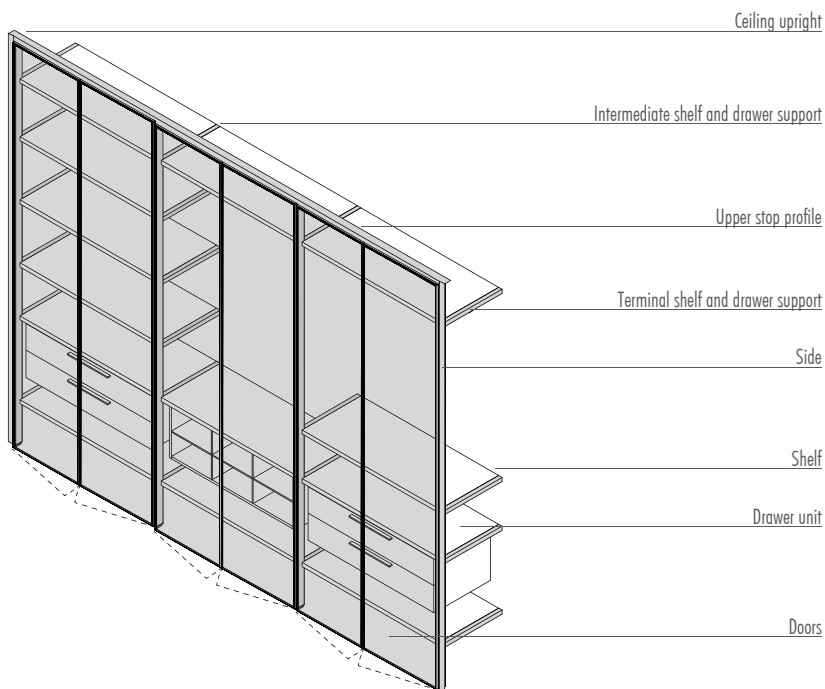 Ceiling upright
Intermediate shelf and drawer support
Upper stop profile
Terminal shelf and drawer support
Side
Shelf
Drawer unit
Doors